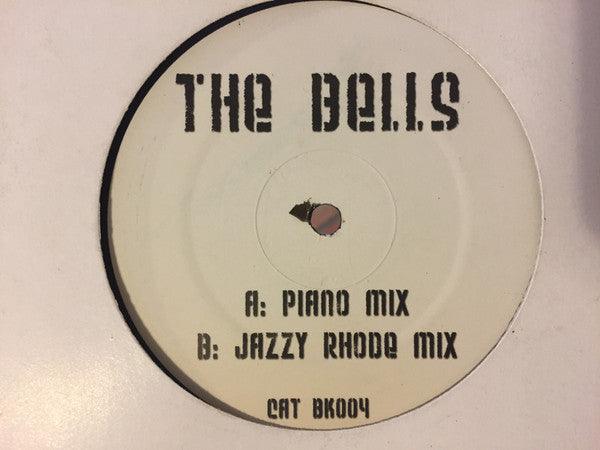 THE BELLS
A: PIANO MIX
B: JAZZY RHODE MIX
CAT BK004